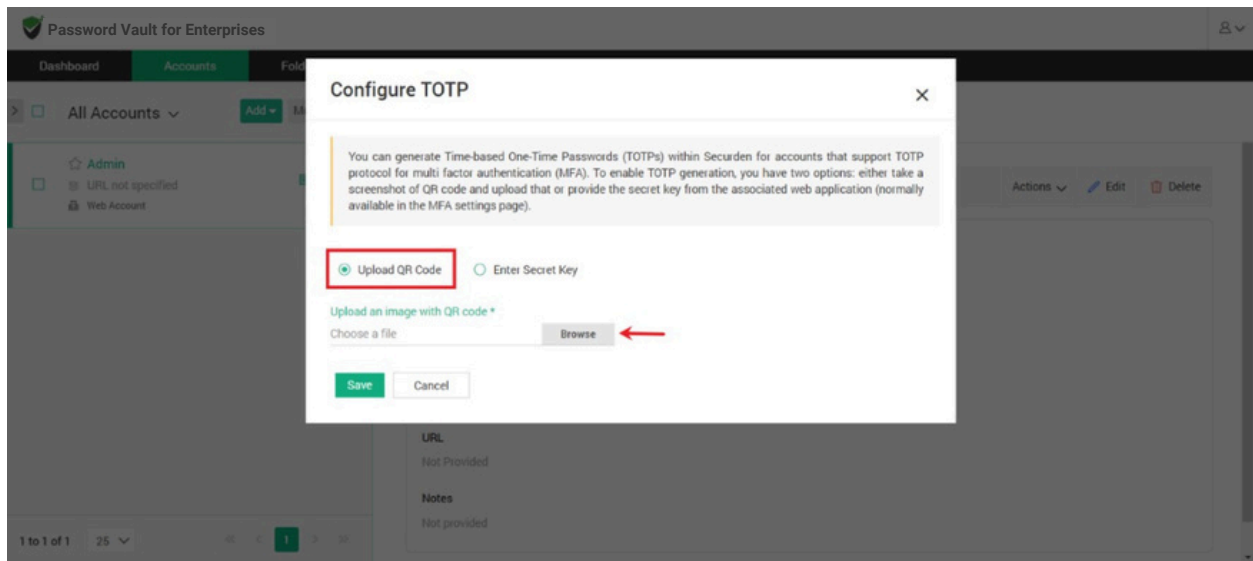 Password Vault for Enterprises
Dashboard Accounts Fold
All Accounts Add M
Configure TOTP
You can generate Time-based One-Time Passwords (TOTPs) within Securden for accounts that support TOTP
protocol for multi factor authentication (MFA). To enable TOTP generation, you have two options: either take a
screenshot of QR code and upload that or provide the secret key from the associated web application (normally
available in the MFA settings page).
Admin
URL not specified
Web Account
Actions Edit Delete
Upload QR Code Enter Secret Key
Upload an image with QR code *
Choose a file Browse
Save Cancel
URL
Not Provided
Notes
Not provided
1 to 1 of 1 25 1